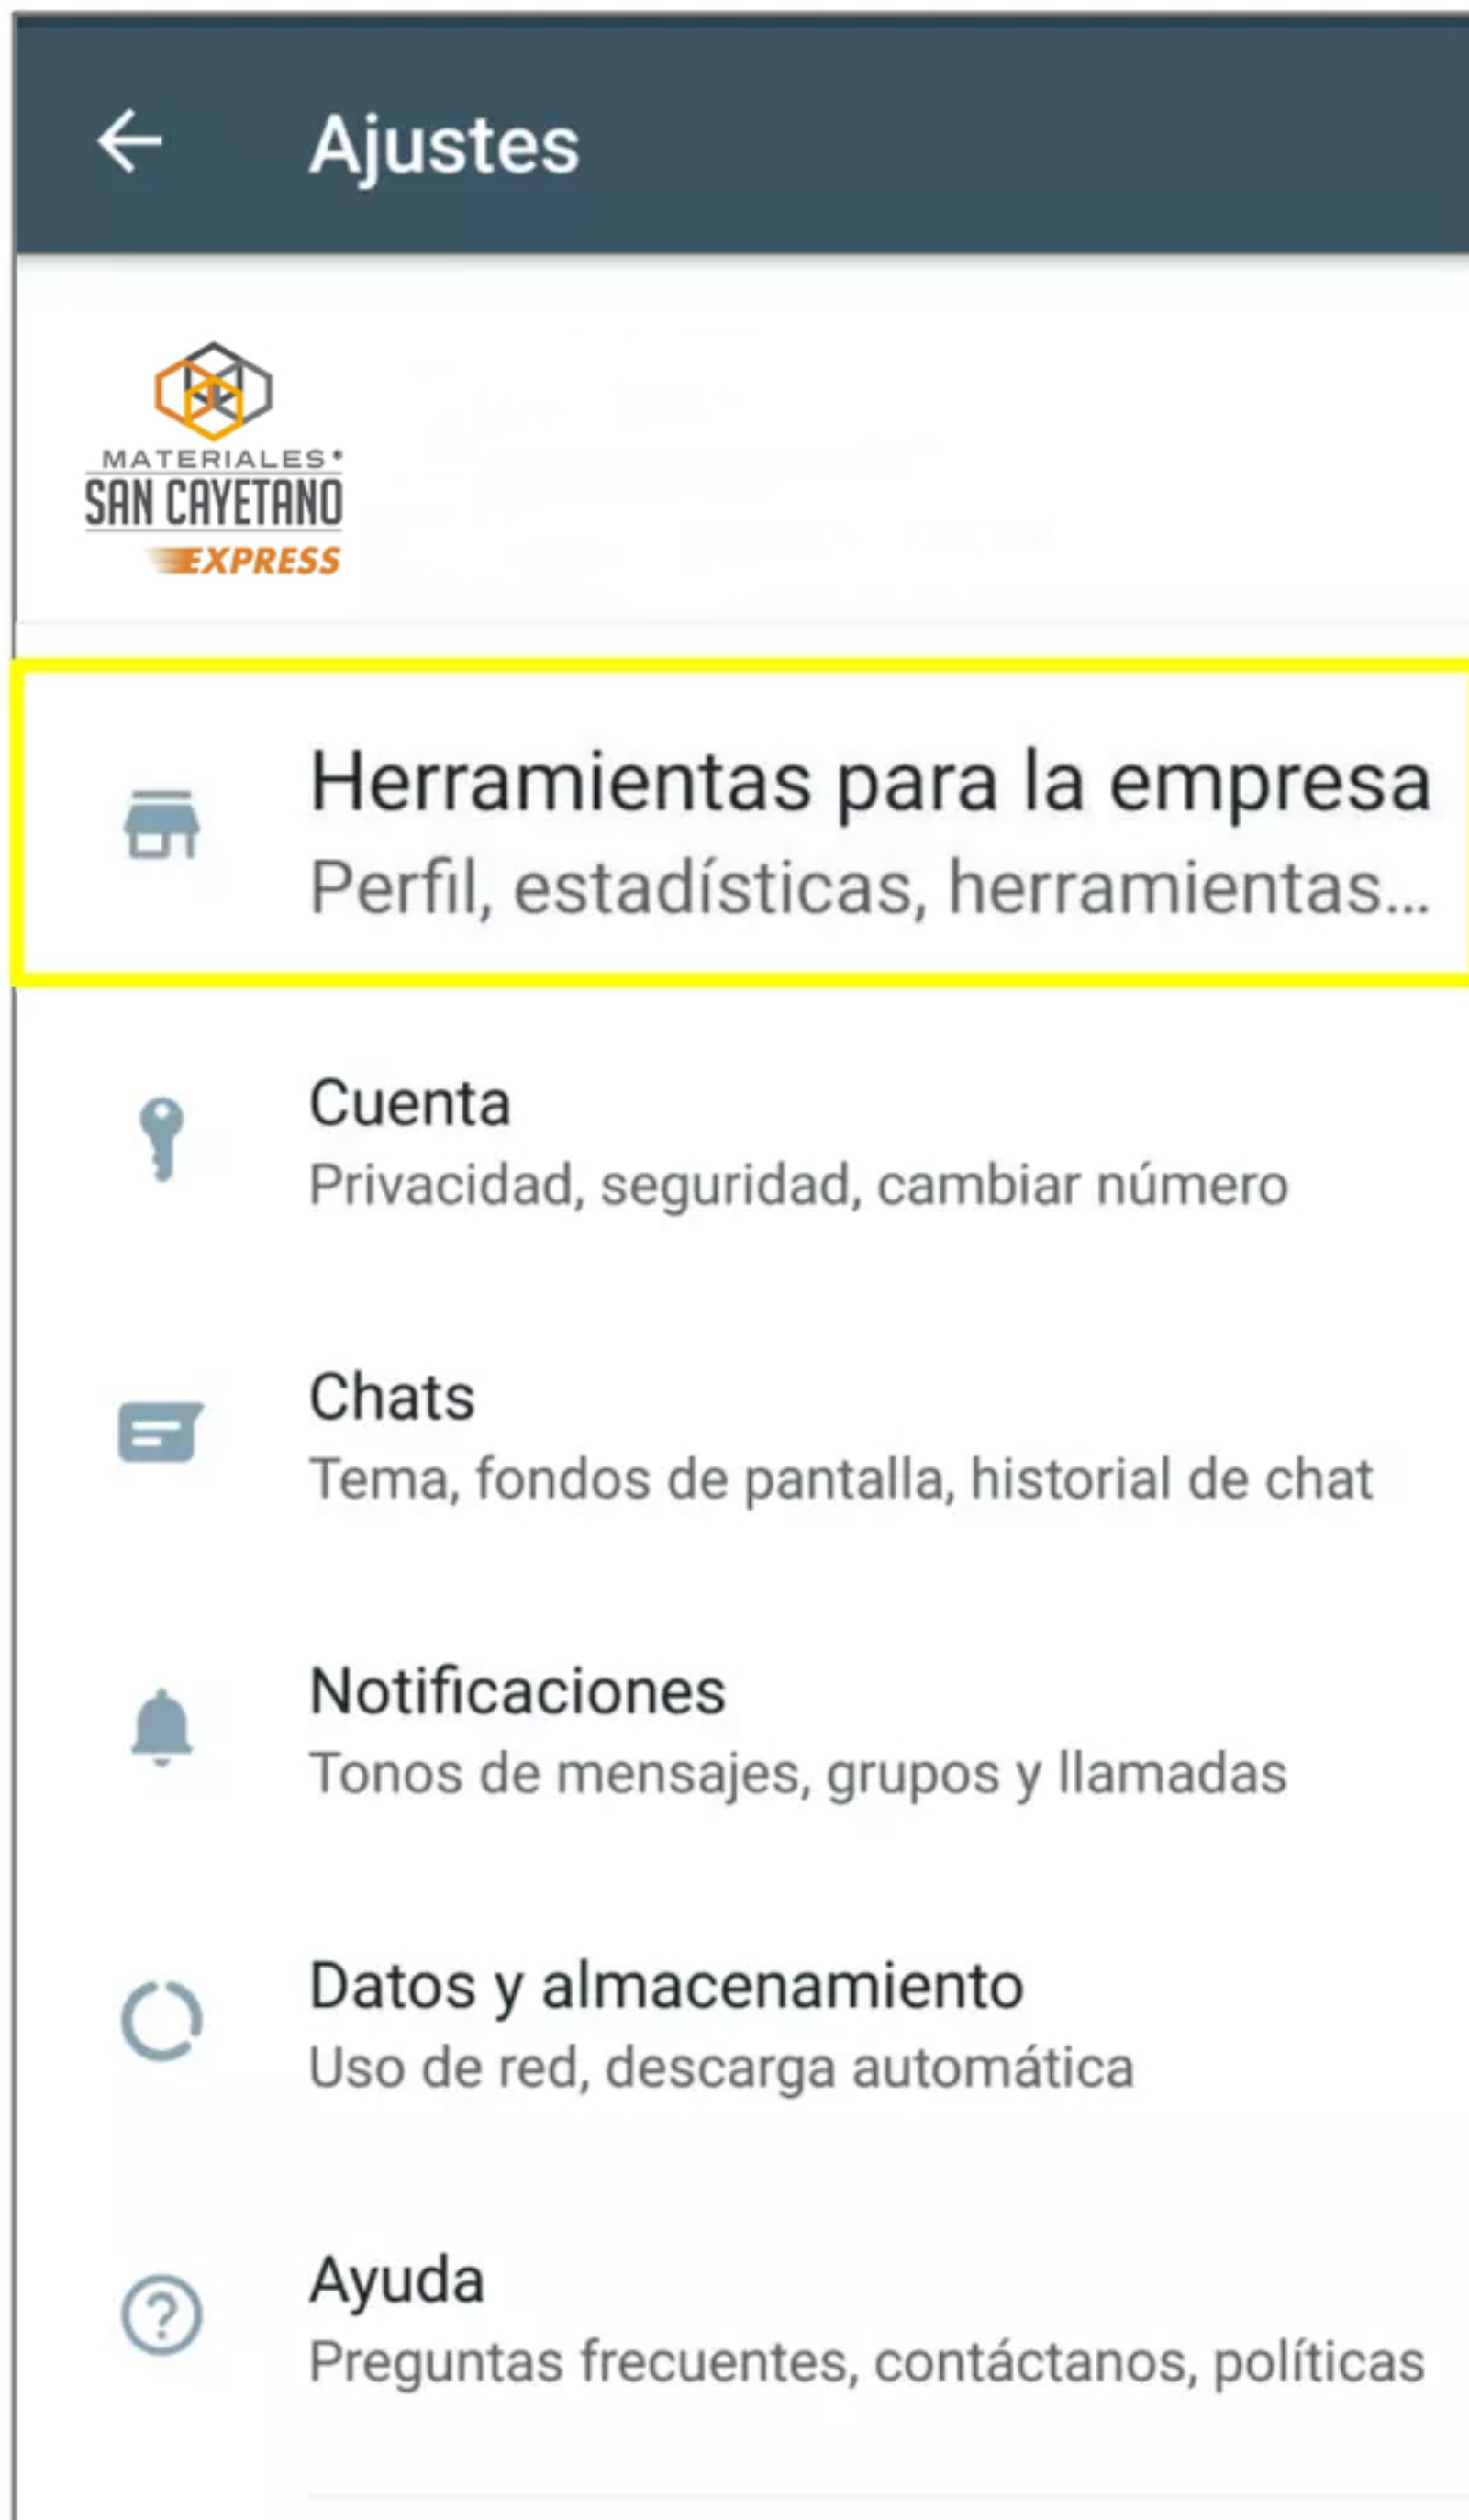 Ajustes
MATERIALES
SAN CAYETANO
EXPRESS
Herramientas para la empresa
Perfil, estadísticas, herramientas...
Cuenta
Privacidad, seguridad, cambiar número
Chats
Tema, fondos de pantalla, historial de chat
Notificaciones
Tonos de mensajes, grupos y llamadas
Datos y almacenamiento
Uso de red, descarga automática
Ayuda
Preguntas frecuentes, contáctanos, políticas